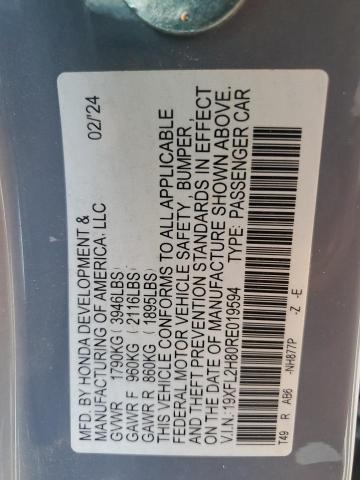 MFD. BY HONDA DEVELOPMENT & 02/'24
MANUFACTURING OF AMERICA, LLC
GVWR 1790KG ( 3946LBS)
GAWR F 960KG ( 2116LBS)
GAWR R 860KG ( 1895LBS)
THIS VEHICLE CONFORMS TO ALL APPLICABLE
FEDERAL MOTOR VEHICLE SAFETY , BUMPER ,
AND THEFT PREVENTION STANDARDS IN EFFECT
ON THE DATE OF MANUFACTURE SHOWN ABOVE.
V.I.N:19XFL2H80RE019594 TYPE: PASSENGER CAR
T49 R AB6 -NH877P -Z -E